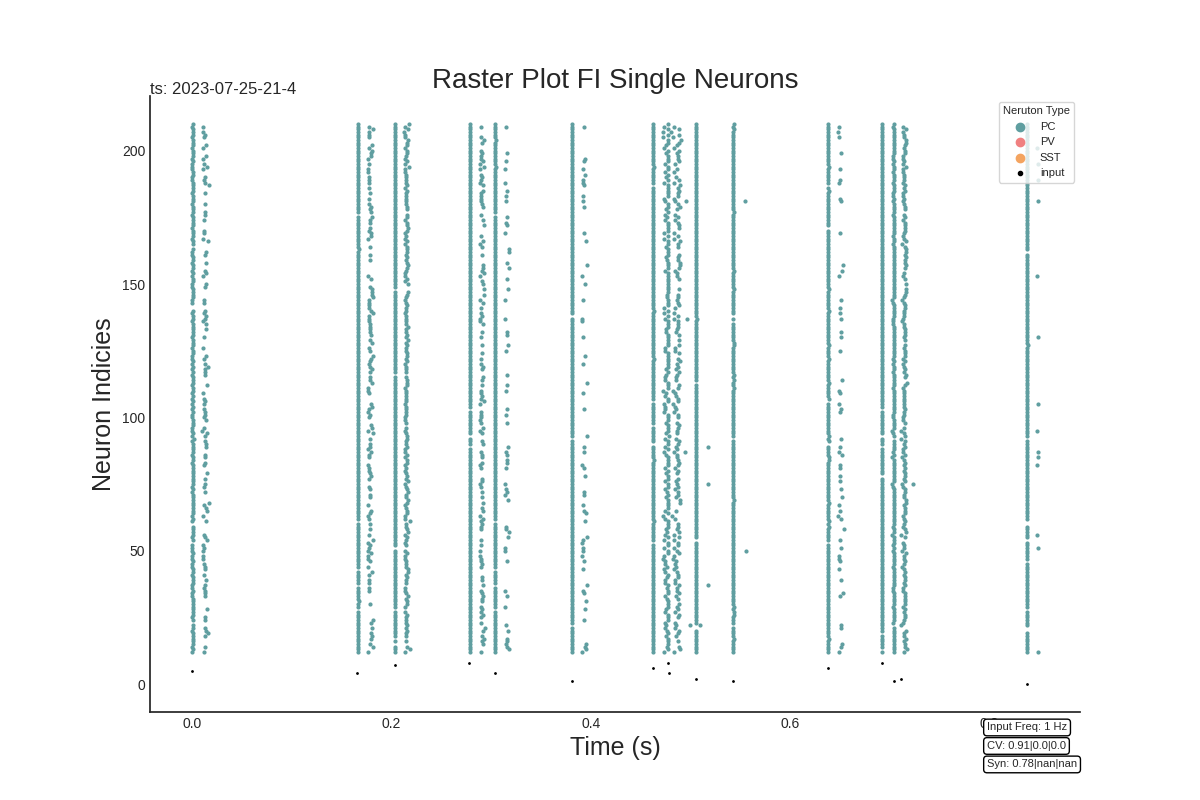 Raster Plot FI Single Neurons
ts: 2023-07-25-21-4
Neruton Type
PC
PV
SST
input
Neuron Indicies
200
150
100
50
0
0.0 0.2 0.4 0.6
Time (s)
Input Freq: 1 Hz
CV: 0.91|0.0|0.0
Syn: 0.78|nan|nan